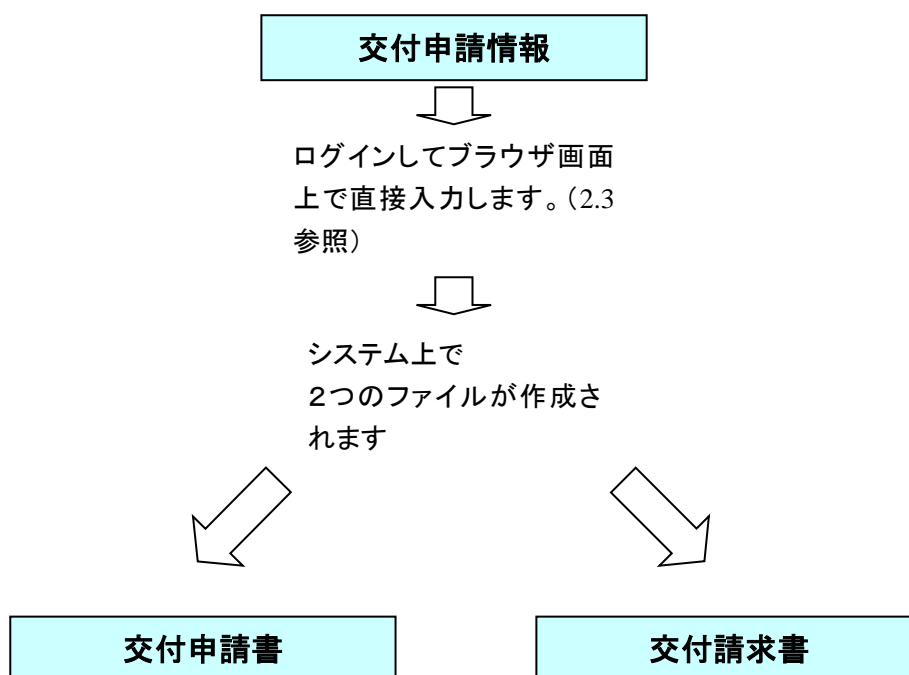 交付申請情報
ログインしてブラウザ画面
上で直接入力します。（2.3
参照）
システム上で
２つのファイルが作成さ
れます
交付申請書
交付請求書